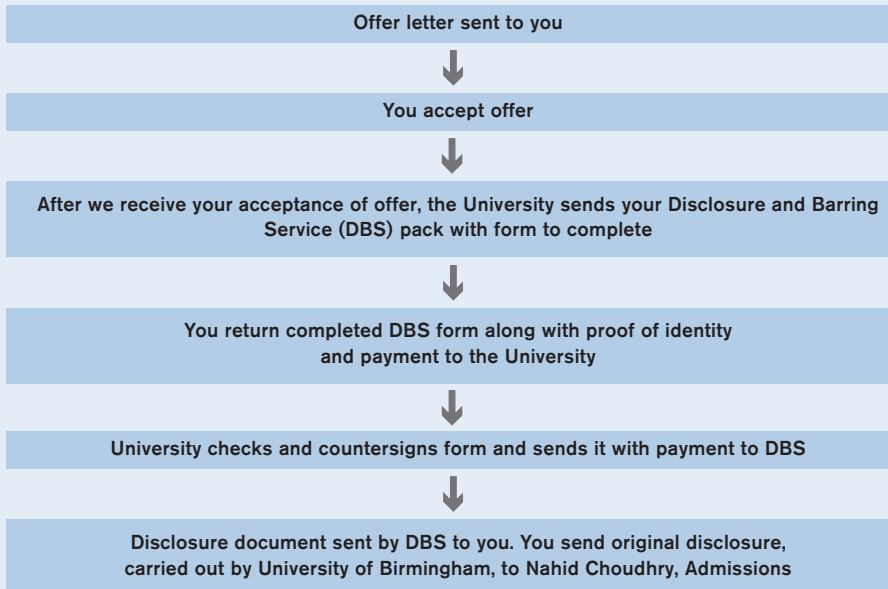 Offer letter sent to you
You accept offer
After we receive your acceptance of offer, the University sends your Disclosure and Barring
Service (DBS) pack with form to complete
You return completed DBS form along with proof of identity
and payment to the University
University checks and countersigns form and sends it with payment to DBS
Disclosure document sent by DBS to you. You send original disclosure,
carried out by University of Birmingham, to Nahid Choudhry, Admissions